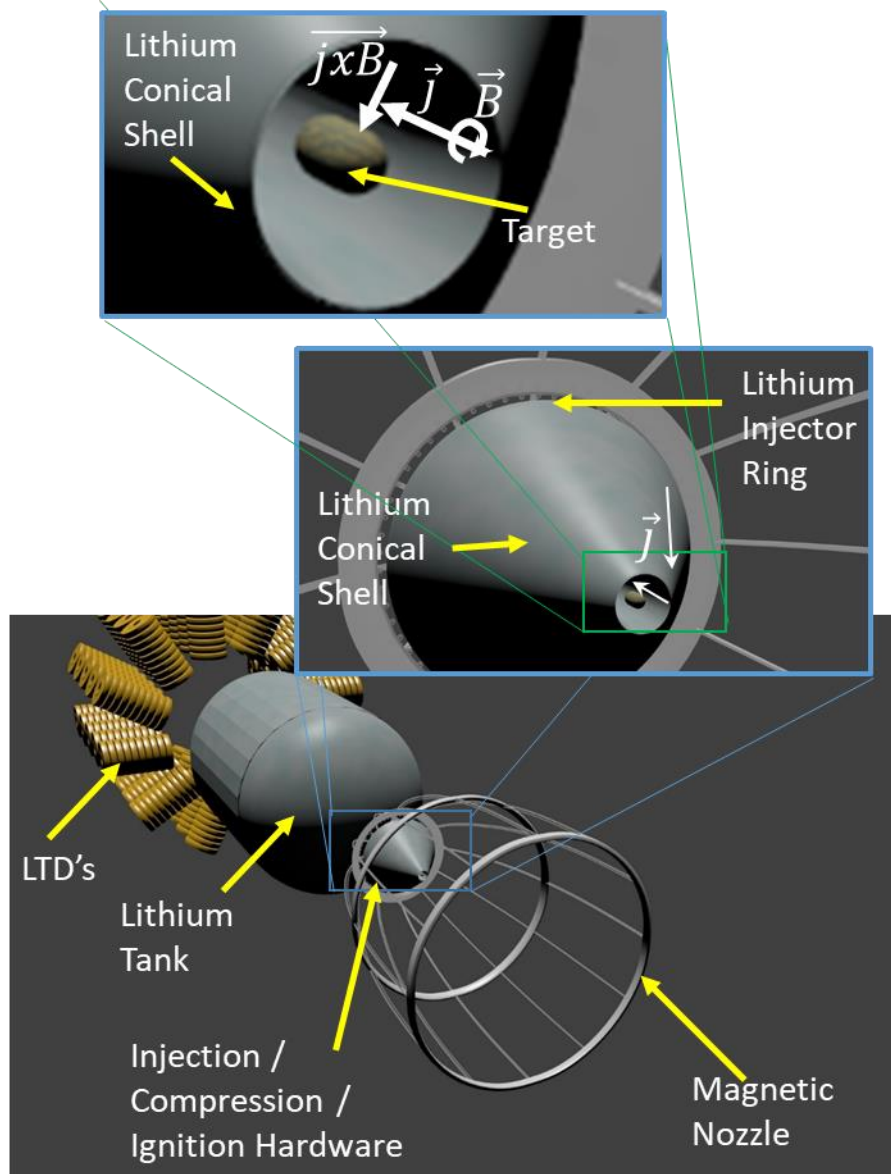 Lithium
Conical
Shell
j x B
j
B
Target
Lithium
Injector
Ring
Lithium
Conical
Shell
j
LTD's
Lithium
Tank
Injection /
Compression /
Ignition Hardware
Magnetic
Nozzle